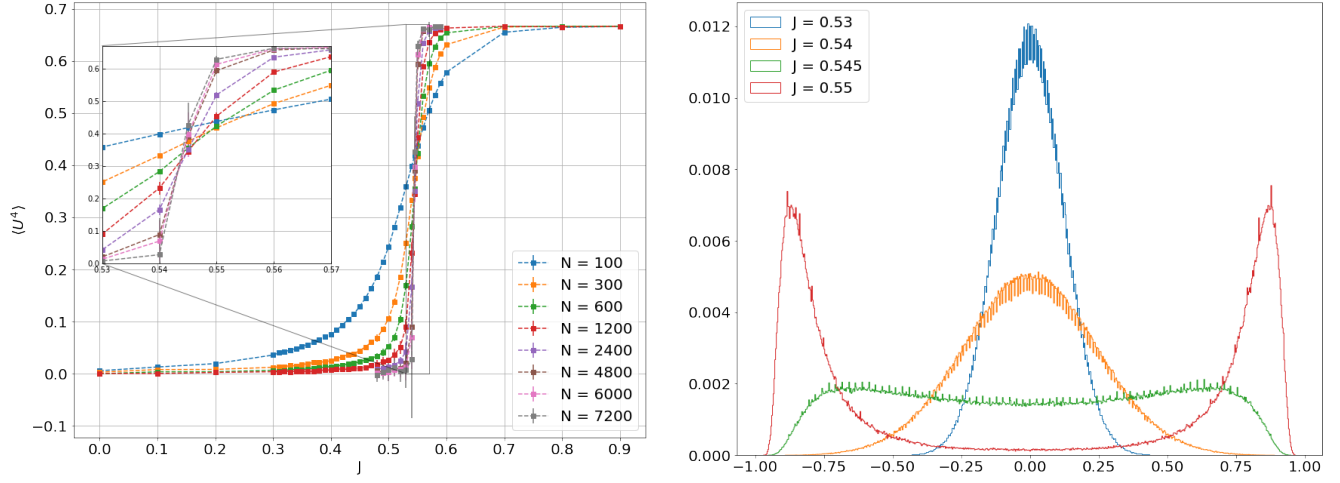 0.7
0.6
0.5
0.4
0.3
0.2
0.1
0.0
−0.1
⟨U⁴⟩
0.6
0.5
0.4
0.3
0.2
0.1
0.0
0.53 0.54 0.55 0.56 0.57
N = 100
N = 300
N = 600
N = 1200
N = 2400
N = 4800
N = 6000
N = 7200
0.0 0.1 0.2 0.3 0.4 0.5 0.6 0.7 0.8 0.9
J
J = 0.53
J = 0.54
J = 0.545
J = 0.55
0.012
0.010
0.008
0.006
0.004
0.002
0.000
−1.00 −0.75 −0.50 −0.25 0.00 0.25 0.50 0.75 1.00